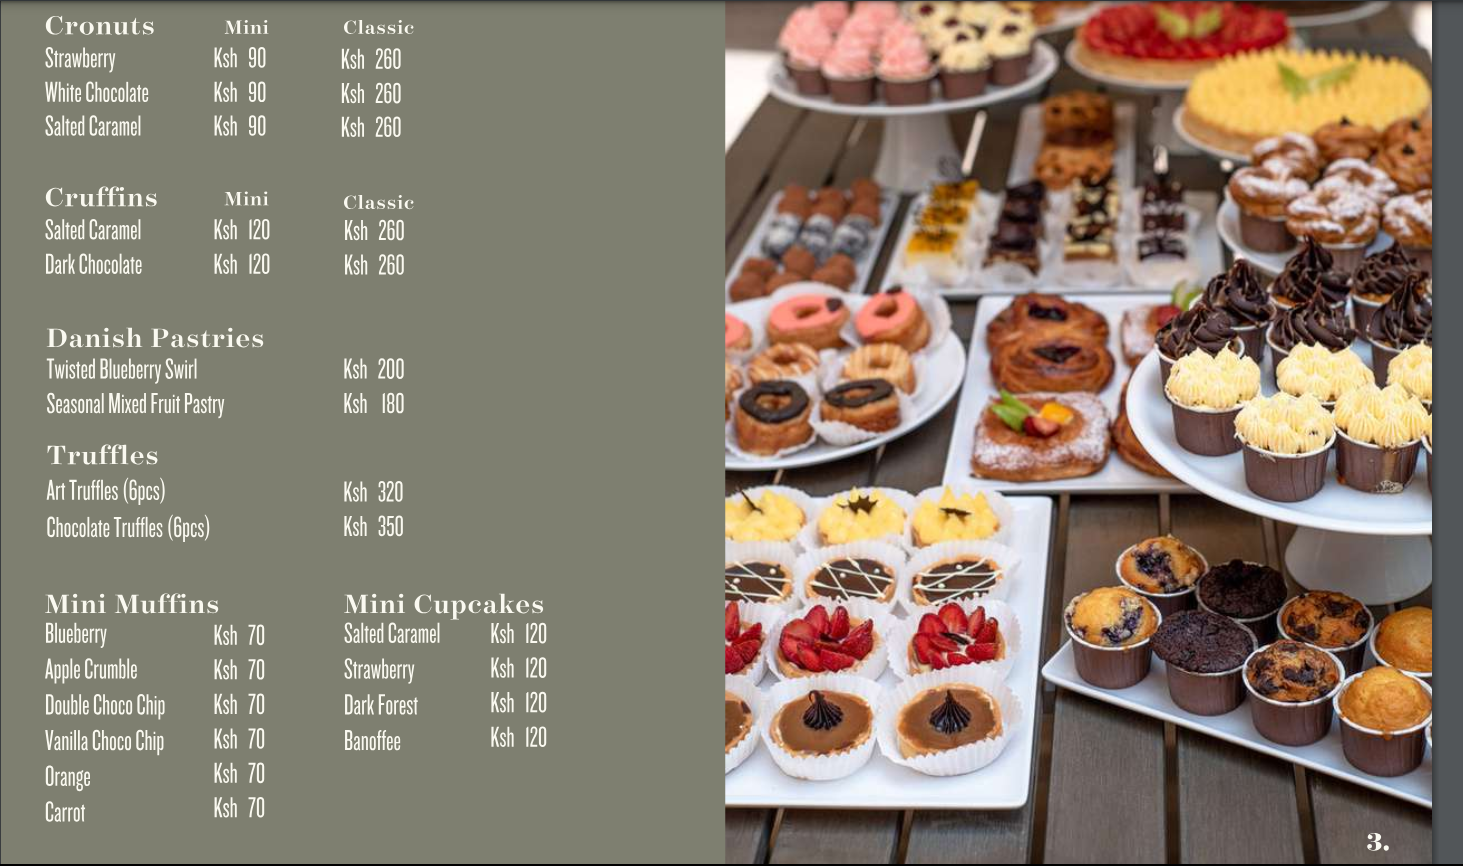 Cronuts Mini Classic
Strawberry Ksh 90 Ksh 260
White Chocolate Ksh 90 Ksh 260
Salted Caramel Ksh 90 Ksh 260
Cruffins Mini Classic
Salted Caramel Ksh 120 Ksh 260
Dark Chocolate Ksh 120 Ksh 260
Danish Pastries
Twisted Blueberry Swirl Ksh 200
Seasonal Mixed Fruit Pastry Ksh 180
Truffles
Art Truffles (6pcs) Ksh 320
Chocolate Truffles (6pcs) Ksh 350
Mini Muffins
Blueberry Ksh 70
Apple Crumble Ksh 70
Double Choco Chip Ksh 70
Vanilla Choco Chip Ksh 70
Orange Ksh 70
Carrot Ksh 70
Mini Cupcakes
Salted Caramel Ksh 120
Strawberry Ksh 120
Dark Forest Ksh 120
Banoffee Ksh 120
3.